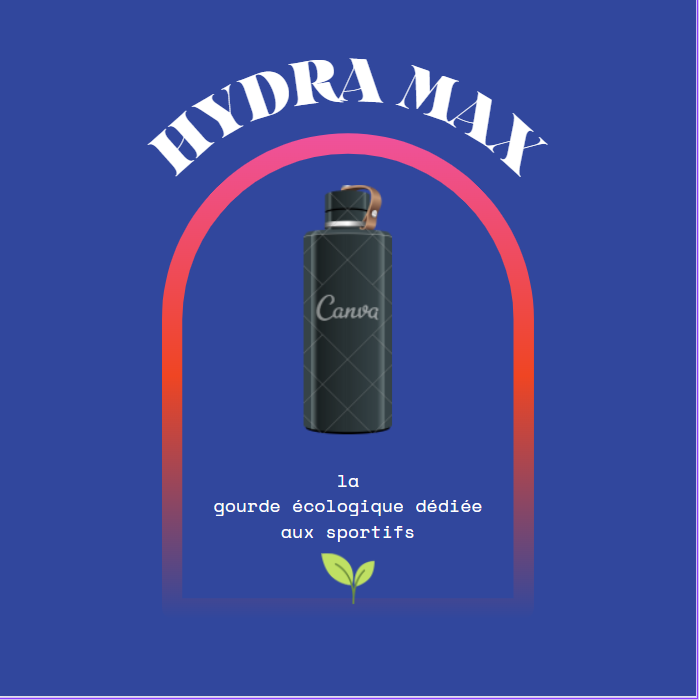 HYDRA MAX
Canva
la
gourde écologique dédiée
aux sportifs